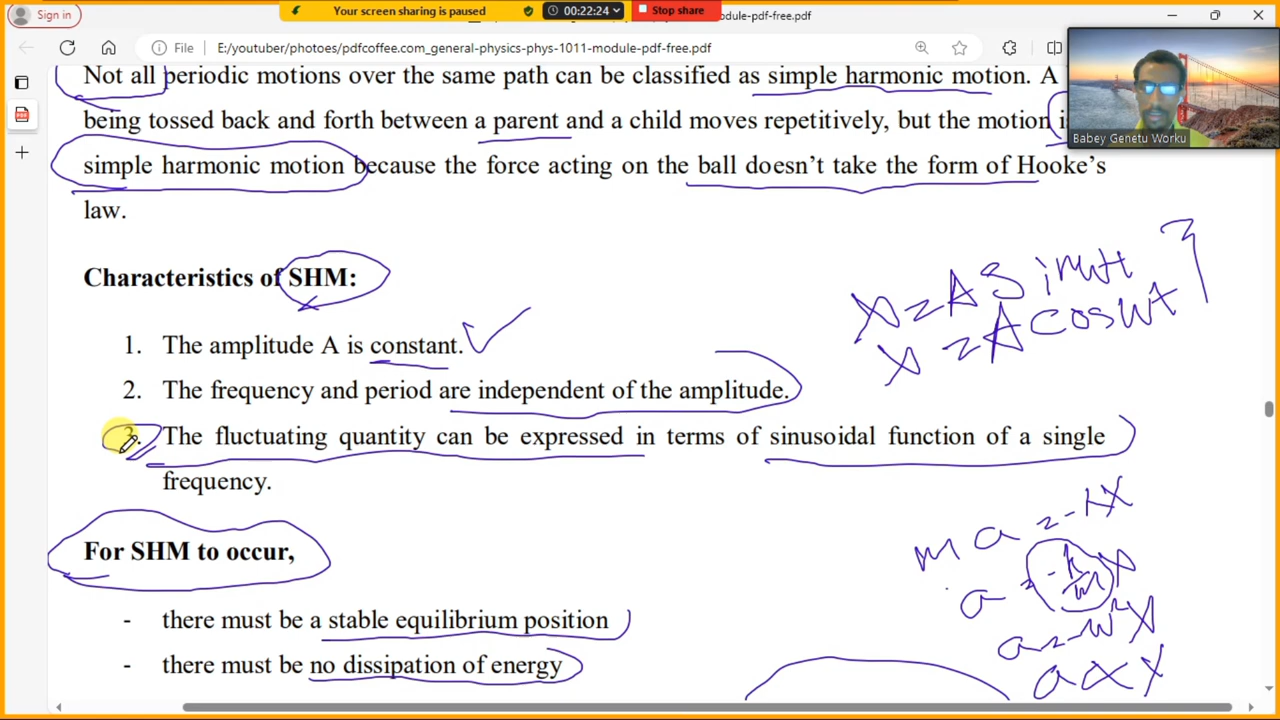 Sign in
Your screen sharing is paused
00:22:24
Stop share
nodule-pdf-free.pdf
File
E:/youtuber/photoes/pdfcoffee.com_general-physics-phys-1011-module-pdf-free.pdf
Babey Genetu Worku
Not all periodic motions over the same path can be classified as simple harmonic motion. A
being tossed back and forth between a parent and a child moves repetitively, but the motion is
simple harmonic motion because the force acting on the ball doesn't take the form of Hooke's
law.
Characteristics of SHM:
x = A sin wt
x = A cos wt
1. The amplitude A is constant.
2. The frequency and period are independent of the amplitude.
3. The fluctuating quantity can be expressed in terms of sinusoidal function of a single
frequency.
ma = -kx
a = -k/m x
a = -w²x
a ∝ x
For SHM to occur,
- there must be a stable equilibrium position
- there must be no dissipation of energy